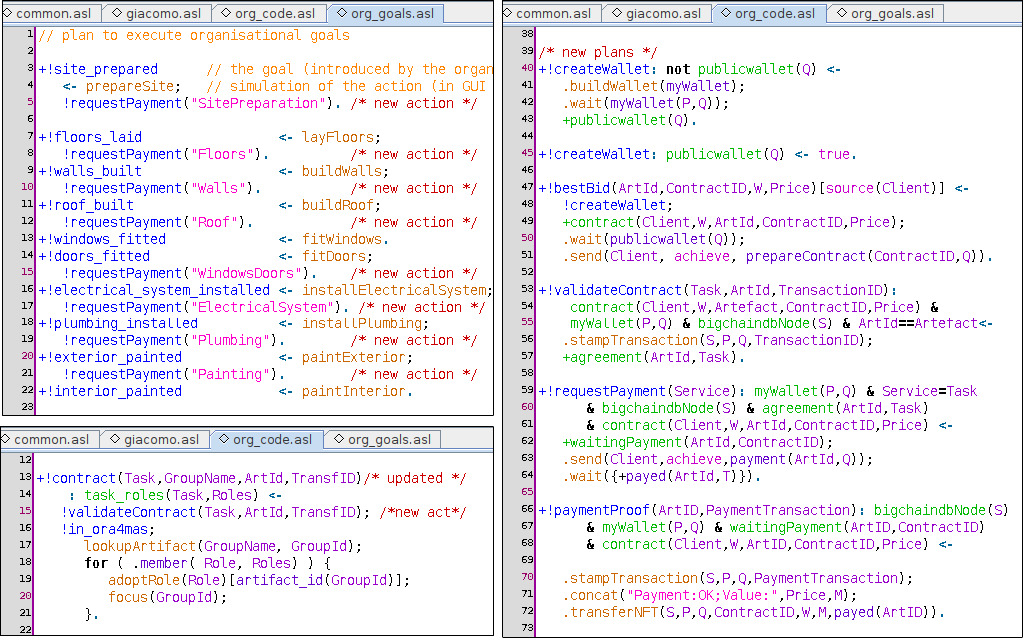 common.asl giacomo.asl org_code.asl org_goals.asl
1 // plan to execute organisational goals
2
3 +!site_prepared // the goal (introduced by the organ
4 <- prepareSite; // simulation of the action (in GUI
5 !requestPayment("SitePreparation"). /* new action */
6
7 +!floors_laid <- layFloors;
8 !requestPayment("Floors"). /* new action */
9 +!walls_built <- buildWalls;
10 !requestPayment("Walls"). /* new action */
11 +!roof_built <- buildRoof;
12 !requestPayment("Roof"). /* new action */
13 +!windows_fitted <- fitWindows.
14 +!doors_fitted <- fitDoors;
15 !requestPayment("WindowsDoors"). /* new action */
16 +!electrical_system_installed <- installElectricalSystem;
17 !requestPayment("ElectricalSystem"). /* new action */
18 +!plumbing_installed <- installPlumbing;
19 !requestPayment("Plumbing"). /* new action */
20 +!exterior_painted <- paintExterior;
21 !requestPayment("Painting"). /* new action */
22 +!interior_painted <- paintInterior.
23
common.asl giacomo.asl org_code.asl org_goals.asl
12
13 +!contract(Task,GroupName,ArtId,TransfID)/* updated */
14 : task_roles(Task,Roles) <-
15 !validateContract(Task,ArtId,TransfID); /*new act*/
16 !in_ora4mas;
17 lookupArtifact(GroupName, GroupId);
18 for ( .member( Role, Roles) ) {
19 adoptRole(Role)[artifact_id(GroupId)];
20 focus(GroupId);
21 }.
22
common.asl giacomo.asl org_code.asl org_goals.asl
38
39 /* new plans */
40 +!createWallet: not publicwallet(Q) <-
41 .buildWallet(myWallet);
42 .wait(myWallet(P,Q));
43 +publicwallet(Q).
44
45 +!createWallet: publicwallet(Q) <- true.
46
47 +!bestBid(ArtId,ContractID,W,Price)[source(Client)] <-
48 !createWallet;
49 +contract(Client,W,ArtId,ContractID,Price);
50 .wait(publicwallet(Q));
51 .send(Client, achieve, prepareContract(ContractID,Q)).
52
53 +!validateContract(Task,ArtId,TransactionID):
54 contract(Client,W,Artefact,ContractID,Price) &
55 myWallet(P,Q) & bigchaindbNode(S) & ArtId==Artefact<-
56 .stampTransaction(S,P,Q,TransactionID);
57 +agreement(ArtId,Task).
58
59 +!requestPayment(Service): myWallet(P,Q) & Service=Task
60 & bigchaindbNode(S) & agreement(ArtId,Task)
61 & contract(Client,W,ArtId,ContractID,Price) <-
62 +waitingPayment(ArtId,ContractID);
63 .send(Client,achieve,payment(ArtId,Q));
64 .wait({+payed(ArtId,T)}).
65
66 +!paymentProof(ArtID,PaymentTransaction): bigchaindbNode(S)
67 & myWallet(P,Q) & waitingPayment(ArtID,ContractID)
68 & contract(Client,W,ArtID,ContractID,Price) <-
69
70 .stampTransaction(S,P,Q,PaymentTransaction);
71 .concat("Payment:OK;Value:",Price,M);
72 .transferNFT(S,P,Q,ContractID,W,M,payed(ArtID)).
73